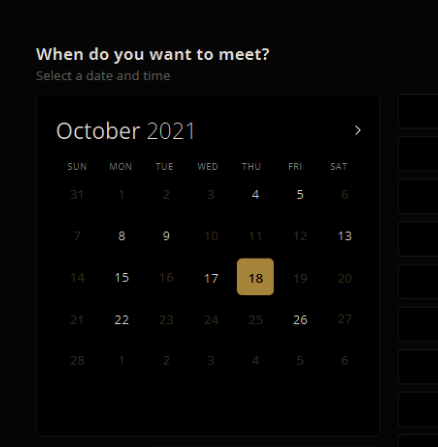 When do you want to meet?
Select a date and time
October 2021
SUN MON TUE WED THU FRI SAT
31 1 2 3 4 5 6
7 8 9 10 11 12 13
14 15 16 17 18 19 20
21 22 23 24 25 26 27
28 1 2 3 4 5 6